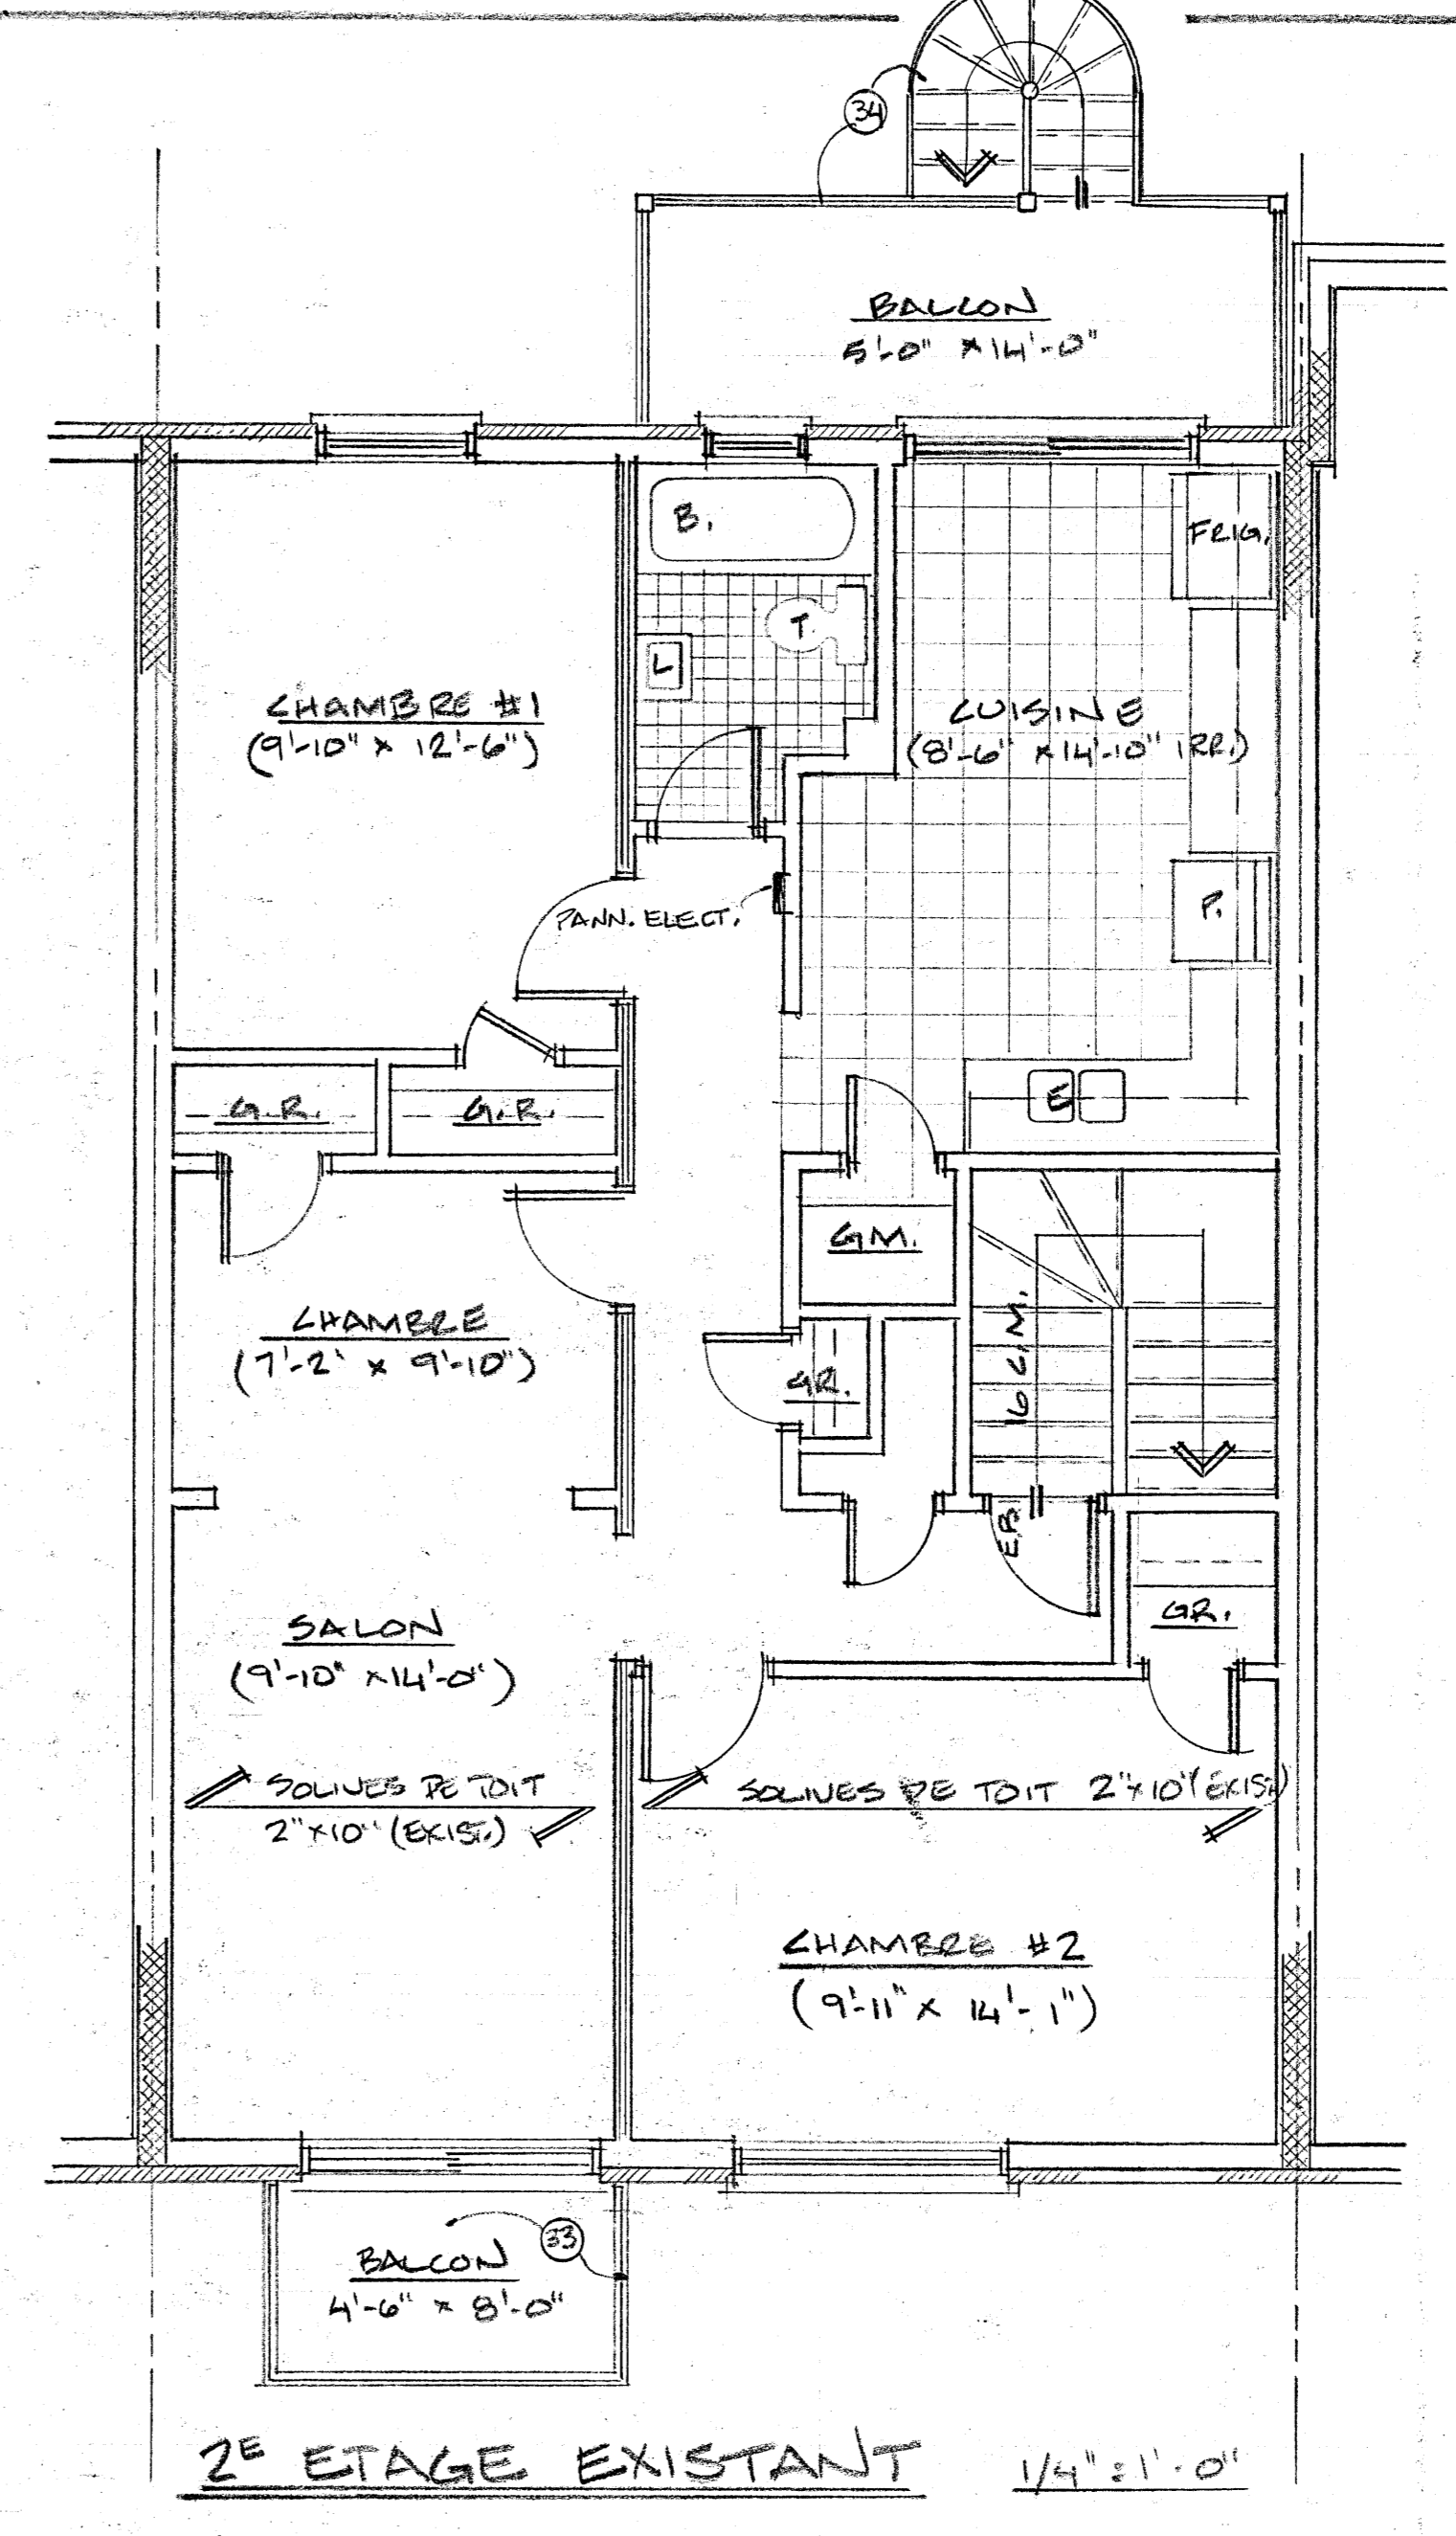 34
BALCON
5'-0" x 14'-0"
B.
FRIG.
T.
L
CHAMBRE #1
(9'-10" x 12'-6")
CUISINE
(8'-6" x 14'-10" IRR.)
PANN. ELECT.
P.
G.R.
G.R.
E
GM.
CHAMBRE
(7'-2' x 9'-10")
16 C.M.
GR.
E.B.
GR.
SALON
(9'-10" x 14'-0")
SOLIVES DE TOIT
2"x10" (EXIST.)
SOLIVES DE TOIT 2"x10" (EXIST.)
CHAMBRE #2
(9'-11" x 14'-1")
33
BALCON
4'-6" x 8'-0"
2E ETAGE EXISTANT
1/4" = 1'-0"